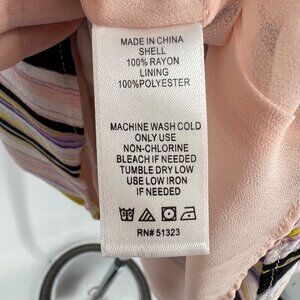 MADE IN CHINA
SHELL
100% RAYON
LINING
100%POLYESTER
MACHINE WASH COLD
ONLY USE
NON-CHLORINE
BLEACH IF NEEDED
TUMBLE DRY LOW
USE LOW IRON
IF NEEDED
RN# 51323